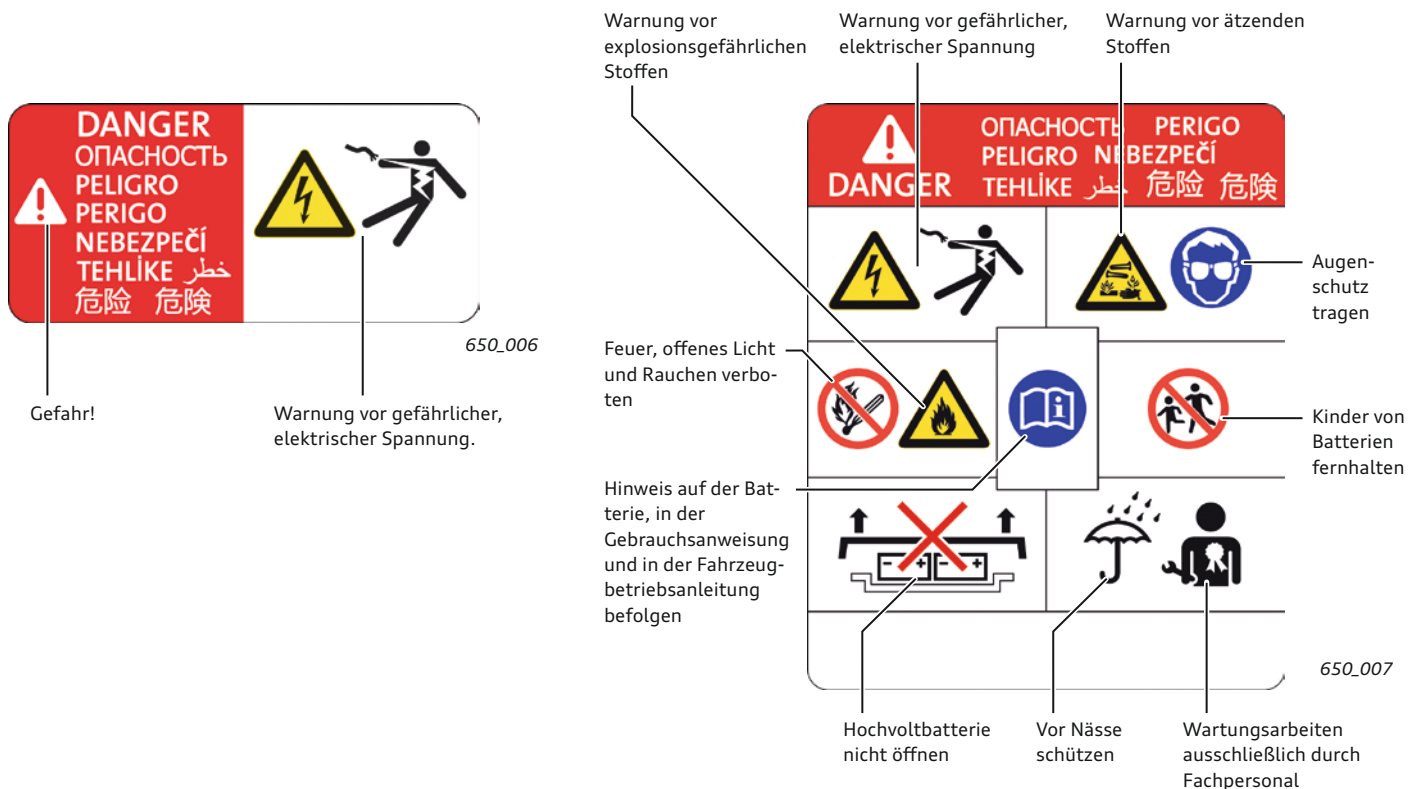 DANGER
ОПАСНОСТЬ
PELIGRO
PERIGO
NEBEZPEČÍ
TEHLİKE خطر
危险 危険
650_006
Gefahr!
Warnung vor gefährlicher,
elektrischer Spannung.
Warnung vor
explosionsgefährlichen
Stoffen
Warnung vor gefährlicher,
elektrischer Spannung
Warnung vor ätzenden
Stoffen
DANGER
ОПАСНОСТЬ PERIGO
PELIGRO NEBEZPEČÍ
TEHLİKE خطر 危险 危険
Augen-
schutz
tragen
Feuer, offenes Licht
und Rauchen verbo-
ten
Kinder von
Batterien
fernhalten
Hinweis auf der Bat-
terie, in der
Gebrauchsanweisung
und in der Fahrzeug-
betriebsanleitung
befolgen
- + - +
650_007
Hochvoltbatterie
nicht öffnen
Vor Nässe
schützen
Wartungsarbeiten
ausschließlich durch
Fachpersonal